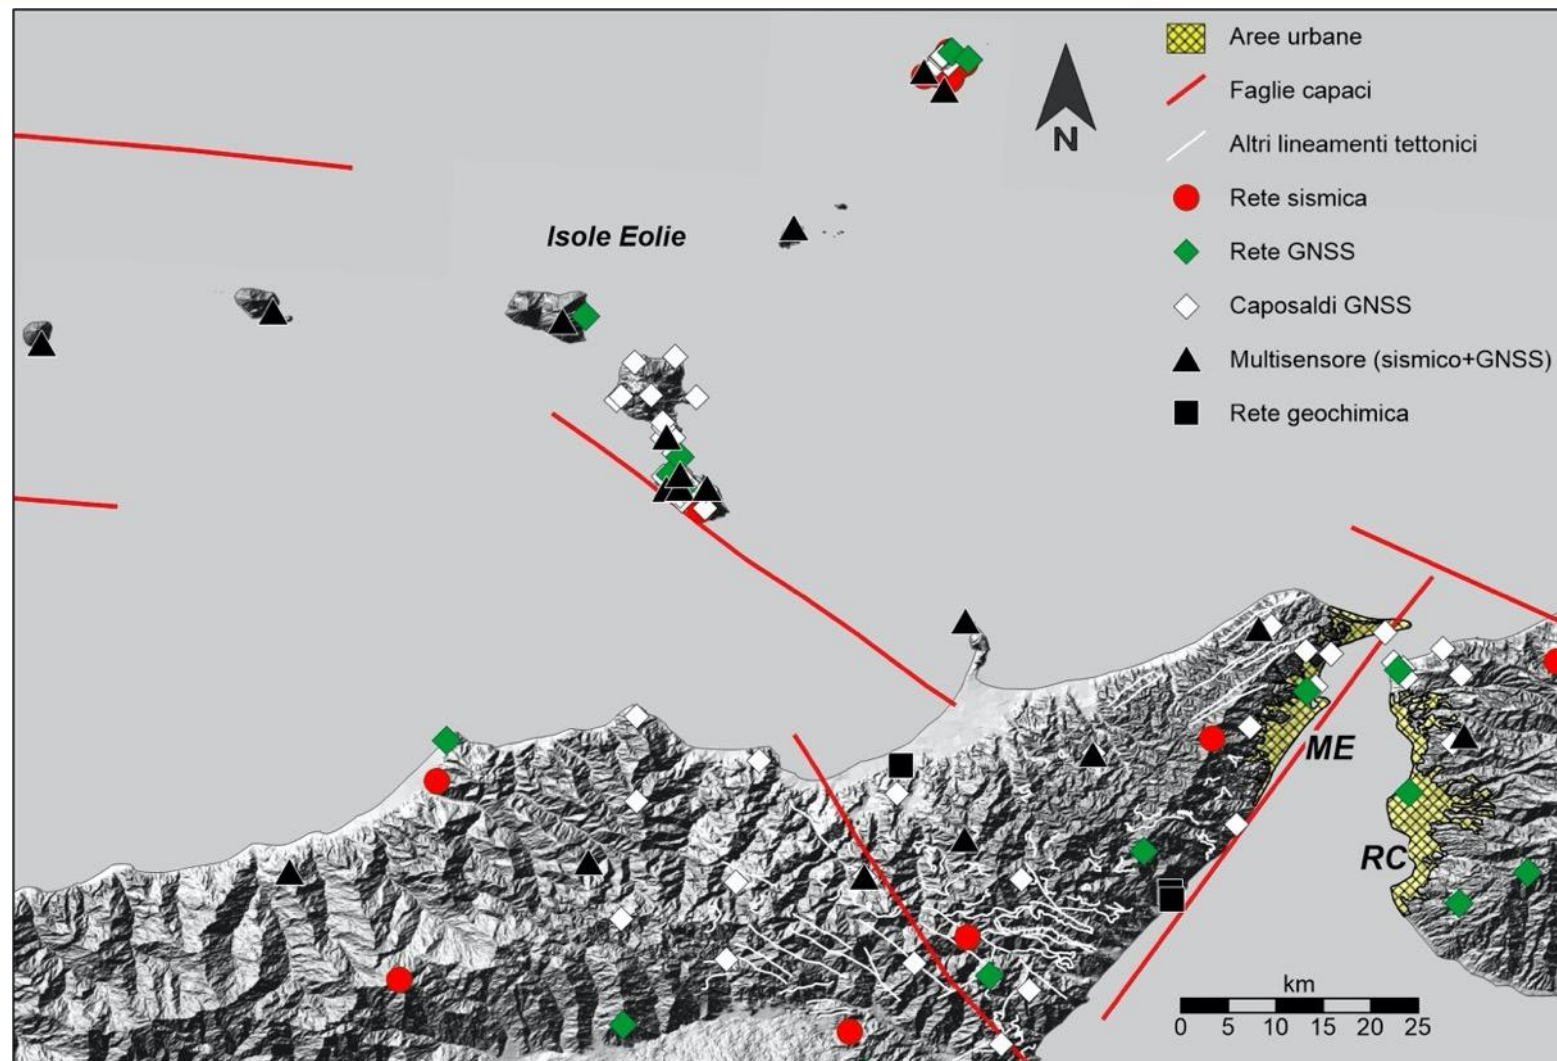 Aree urbane
Faglie capaci
N
Altri lineamenti tettonici
Rete sismica
Isole Eolie
Rete GNSS
Caposaldi GNSS
Multisensore (sismico+GNSS)
Rete geochimica
ME
RC
km
0 5 10 15 20 25